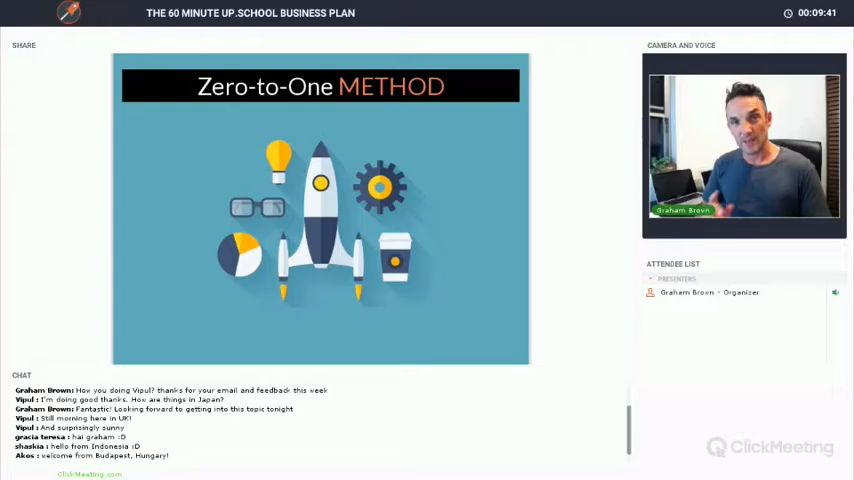 THE 60 MINUTE UP.SCHOOL BUSINESS PLAN
00:09:41
SHARE
Zero-to-One METHOD
CAMERA AND VOICE
Graham Brown
ATTENDEE LIST
PRESENTERS
Graham Brown - Organizer
CHAT
Graham Brown: How you doing Vipul? thanks for your email and feedback this week
Vipul : I'm doing good thanks. How are things in Japan?
Graham Brown: Fantastic! Looking forward to getting into this topic tonight
Vipul : Still morning here in UK!
Vipul : And surprisingly sunny
gracia teresa : hai graham :D
shaskia : hello from Indonesia :D
Akos : welcome from Budapest, Hungary!
ClickMeeting.com
ClickMeeting